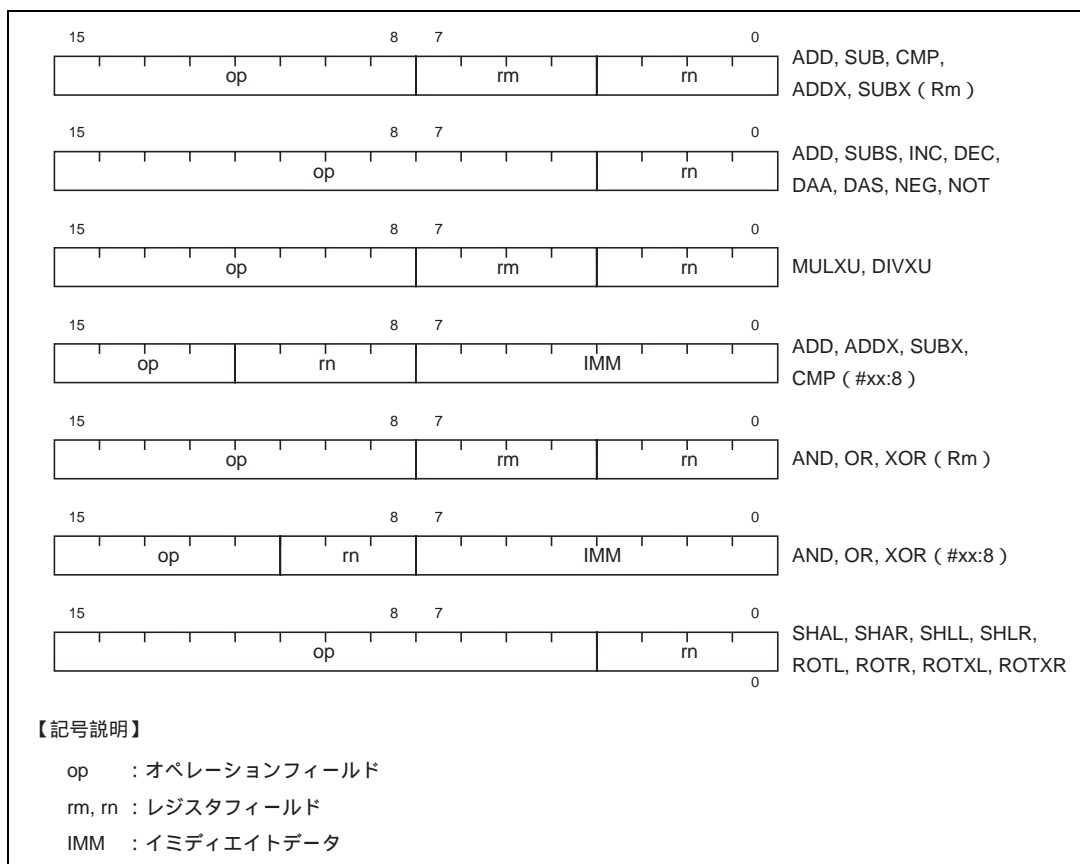 15 8 7 0
op rm rn
ADD, SUB, CMP,
ADDX, SUBX ( Rm )
15 8 7 0
op rn
ADD, SUBS, INC, DEC,
DAA, DAS, NEG, NOT
15 8 7 0
op rm rn
MULXU, DIVXU
15 8 7 0
op rn IMM
ADD, ADDX, SUBX,
CMP ( #xx:8 )
15 8 7 0
op rm rn
AND, OR, XOR ( Rm )
15 8 7 0
op rn IMM
AND, OR, XOR ( #xx:8 )
15 8 7 0
op rn
SHAL, SHAR, SHLL, SHLR,
ROTL, ROTR, ROTXL, ROTXR
0
【記号説明】
op :オペレーションフィールド
rm, rn :レジスタフィールド
IMM :イミディエイトデータ